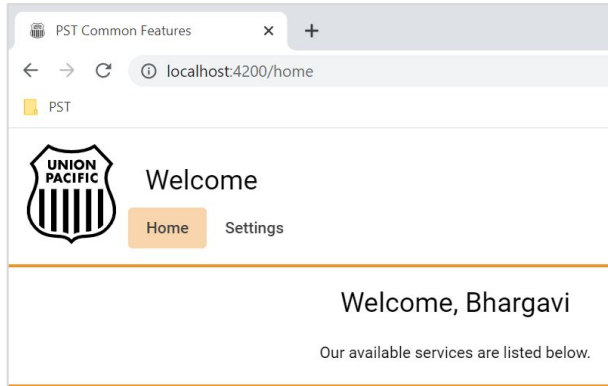 PST Common Features
localhost:4200/home
PST
UNION
PACIFIC
Welcome
Home Settings
Welcome, Bhargavi
Our available services are listed below.